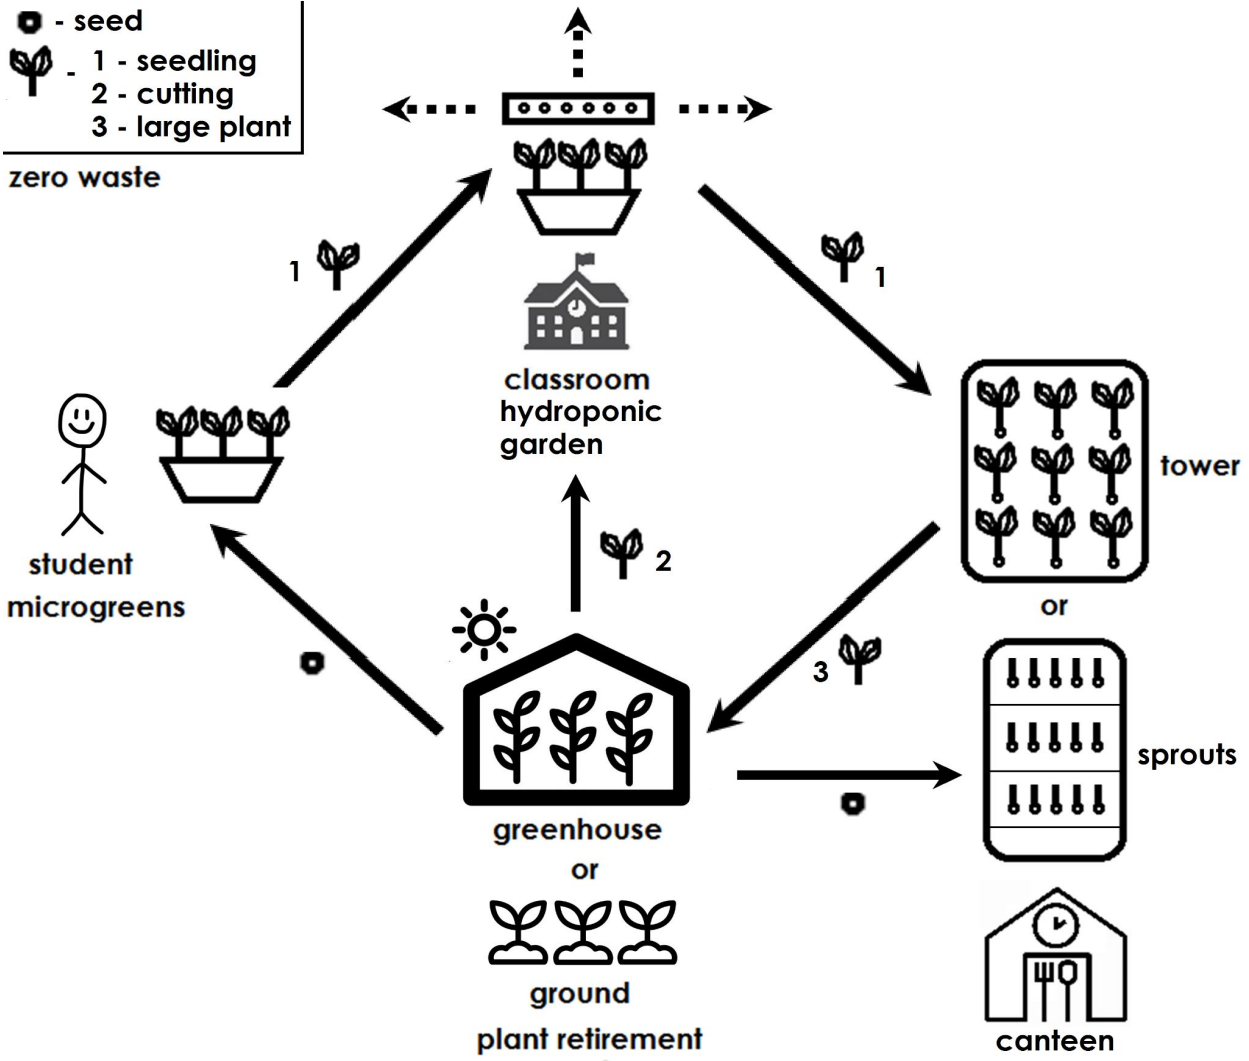 - seed
- 1 - seedling
2 - cutting
3 - large plant
zero waste
1
1
classroom
hydroponic
garden
tower
or
student
microgreens
2
3
sprouts
greenhouse
or
ground
plant retirement
canteen